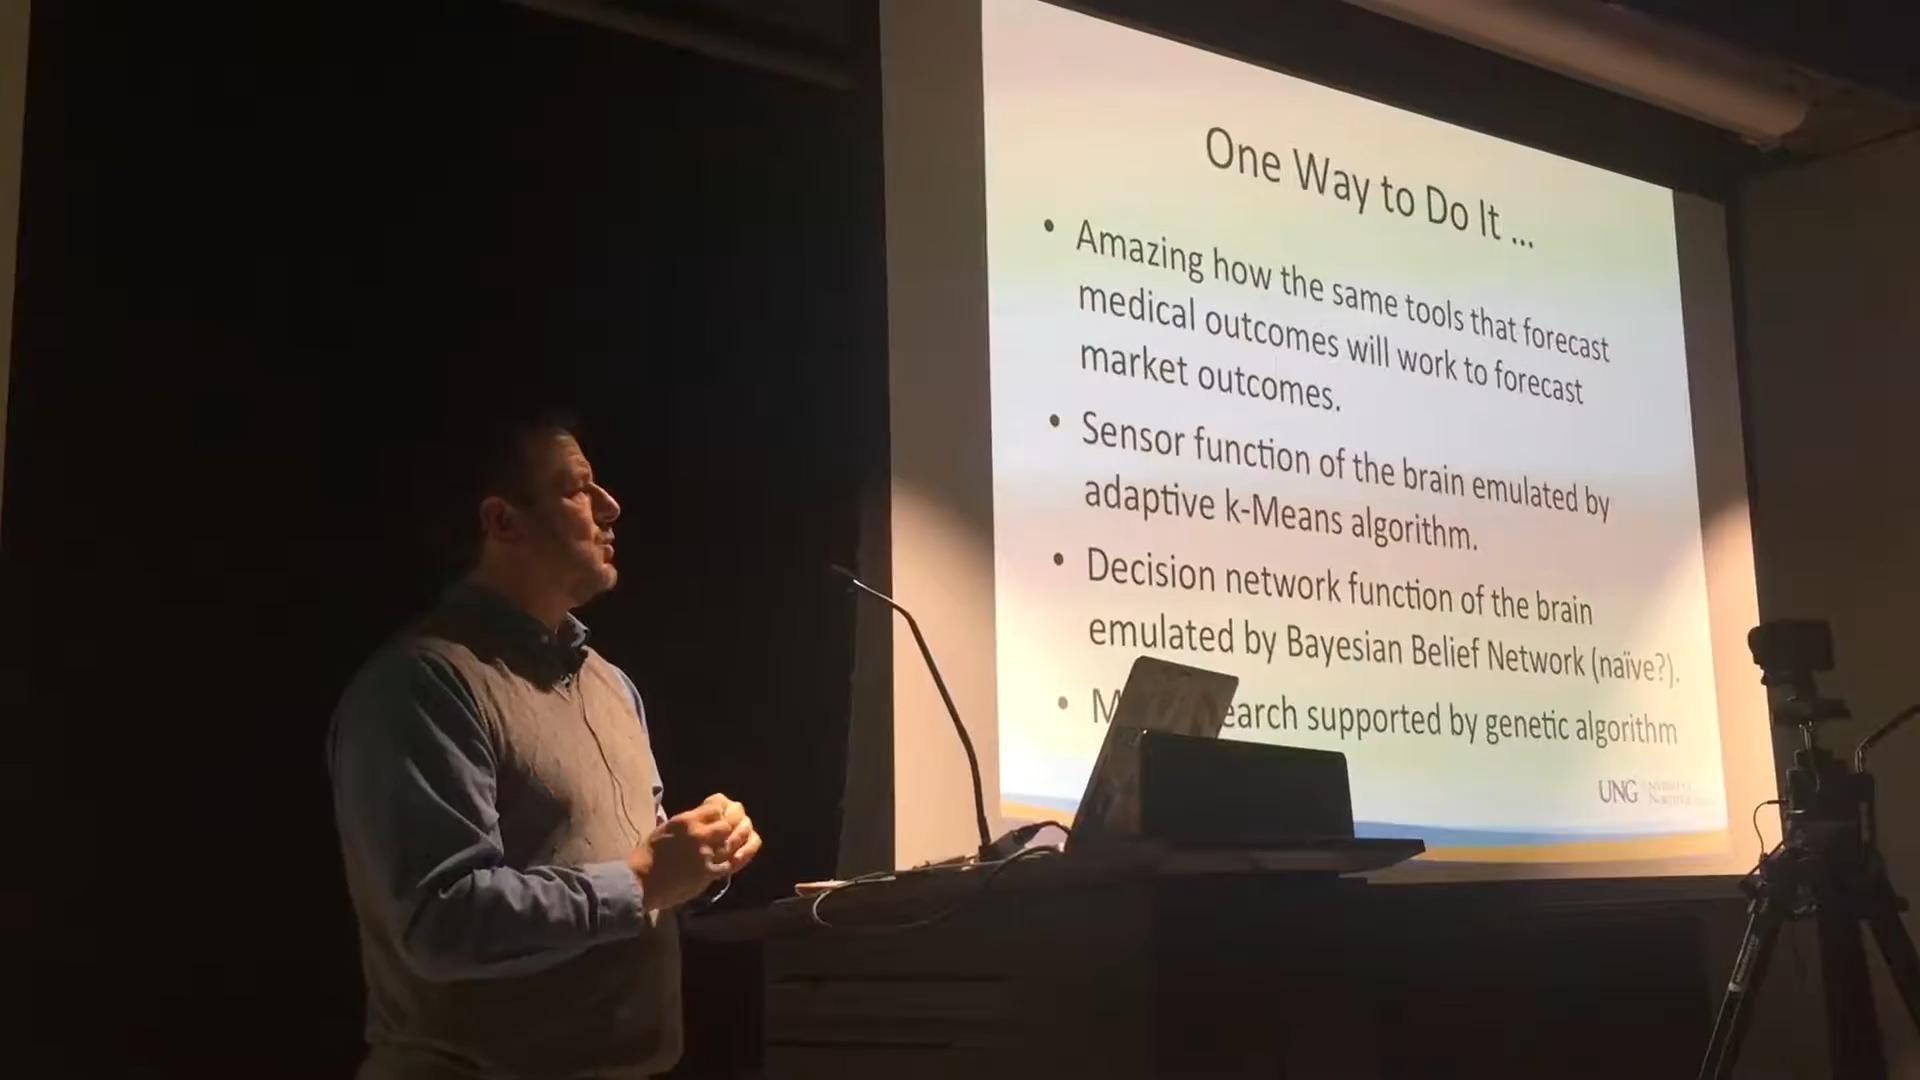 One Way to Do It ...
• Amazing how the same tools that forecast
medical outcomes will work to forecast
market outcomes.
• Sensor function of the brain emulated by
adaptive k-Means algorithm.
• Decision network function of the brain
emulated by Bayesian Belief Network (naïve?).
• earch supported by genetic algorithm
UNG